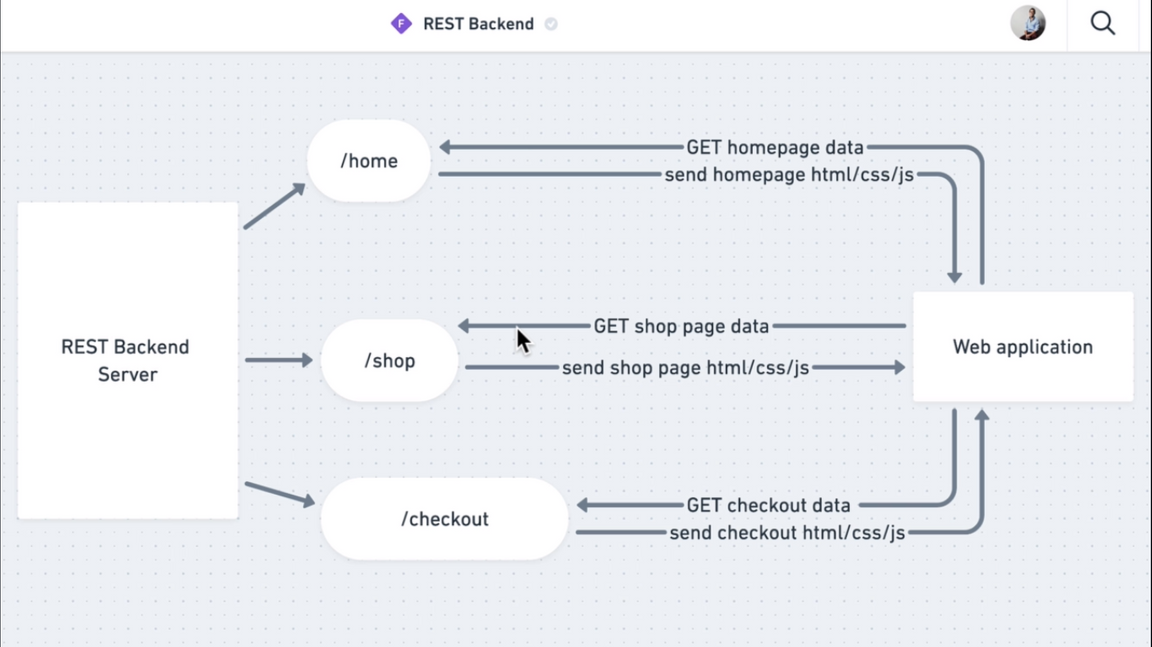 F REST Backend
/home
GET homepage data
send homepage html/css/js
REST Backend
Server
/shop
GET shop page data
send shop page html/css/js
Web application
/checkout
GET checkout data
send checkout html/css/js